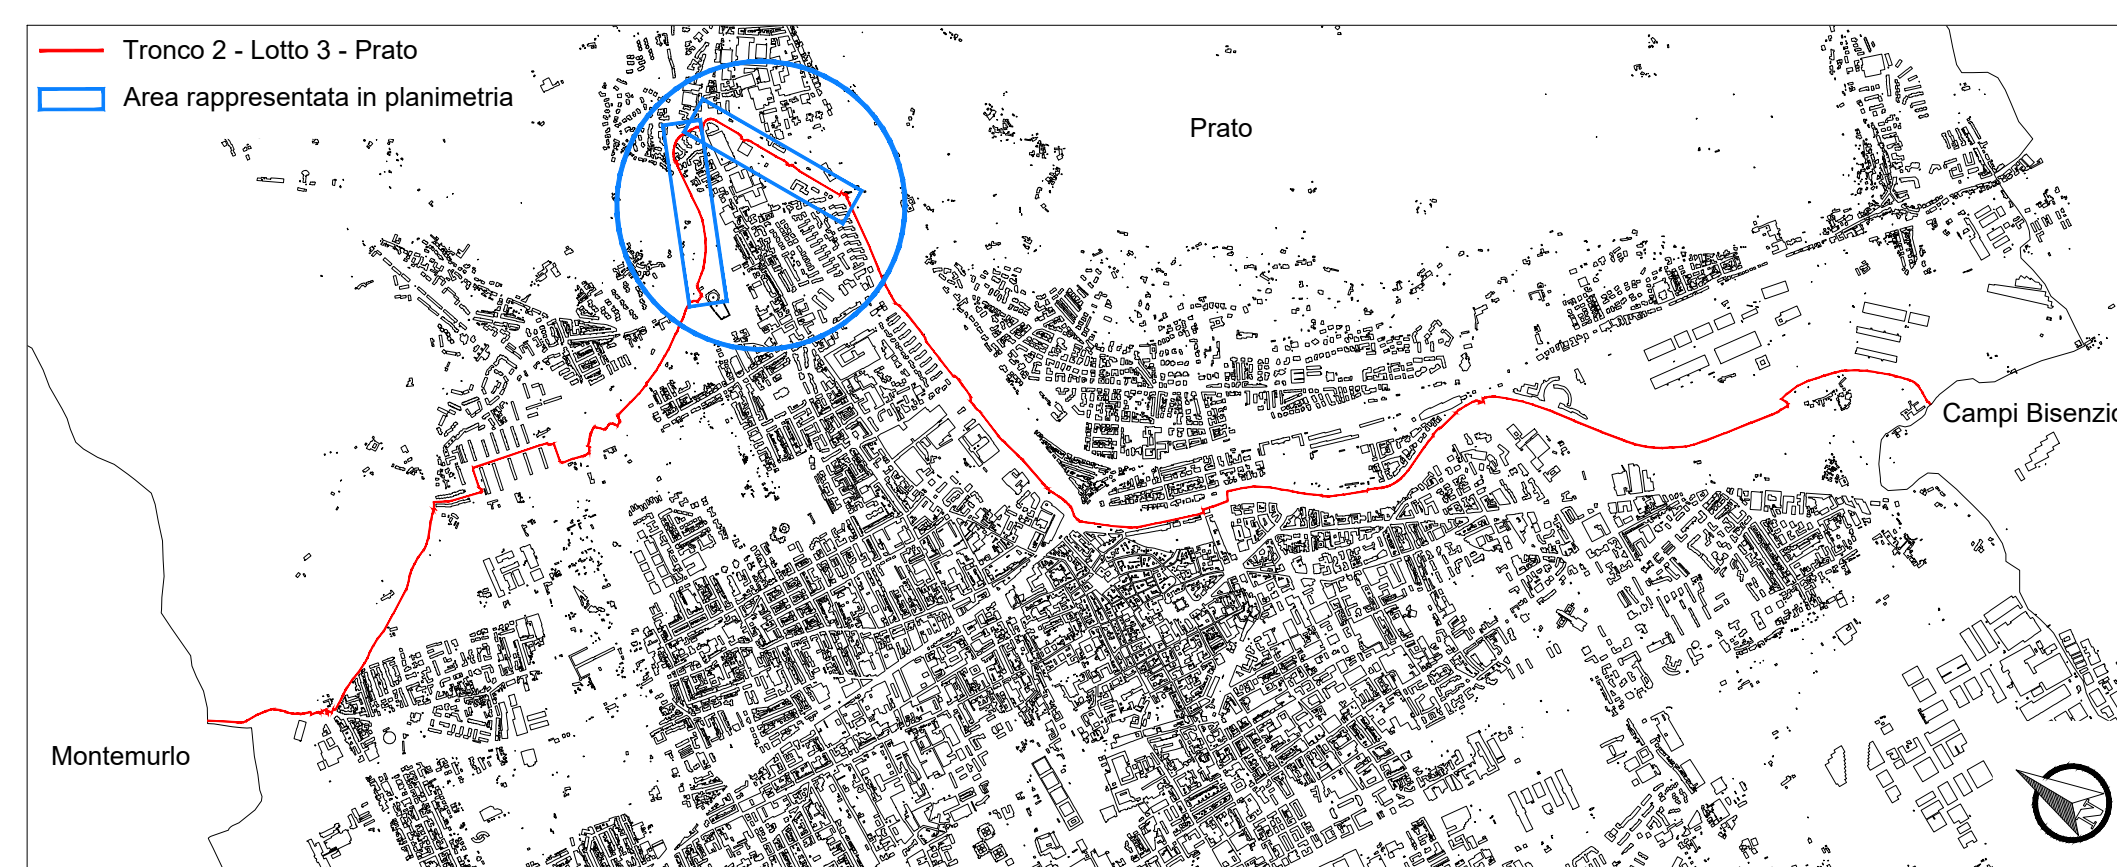 Tronco 2 - Lotto 3 - Prato
Area rappresentata in planimetria
Prato
Campi Bisenzio
Montemurlo
N